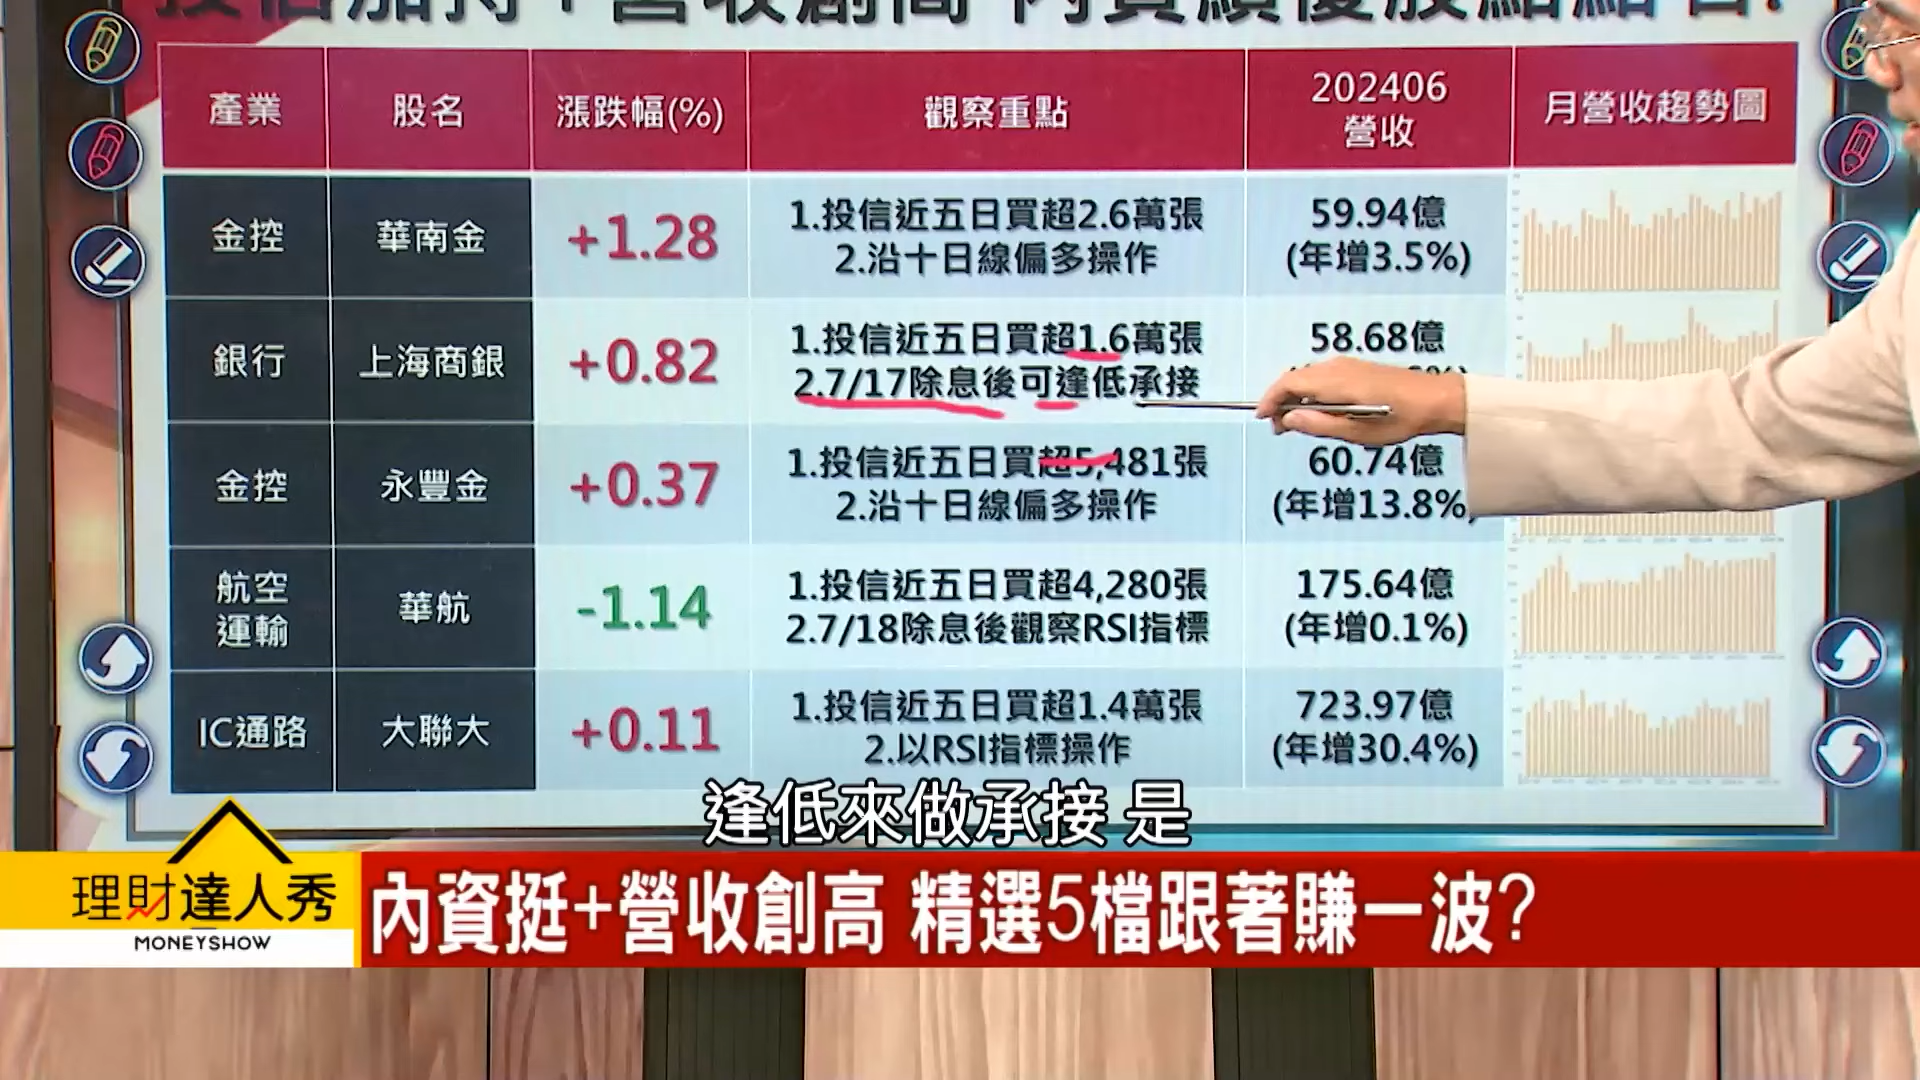 產業
股名
漲跌幅(%)
觀察重點
202406
營收
月營收趨勢圖
金控
華南金
+1.28
1.投信近五日買超2.6萬張
2.沿十日線偏多操作
59.94億
(年增3.5%)
銀行
上海商銀
+0.82
1.投信近五日買超1.6萬張
2.7/17除息後可逢低承接
58.68億
金控
永豐金
+0.37
1.投信近五日買超5,481張
2.沿十日線偏多操作
60.74億
(年增13.8%)
航空
運輸
華航
-1.14
1.投信近五日買超4,280張
2.7/18除息後觀察RSI指標
175.64億
(年增0.1%)
IC通路
大聯大
+0.11
1.投信近五日買超1.4萬張
2.以RSI指標操作
723.97億
(年增30.4%)
逢低來做承接 是
理財達人秀
MONEYSHOW
內資挺+營收創高 精選5檔跟著賺一波?